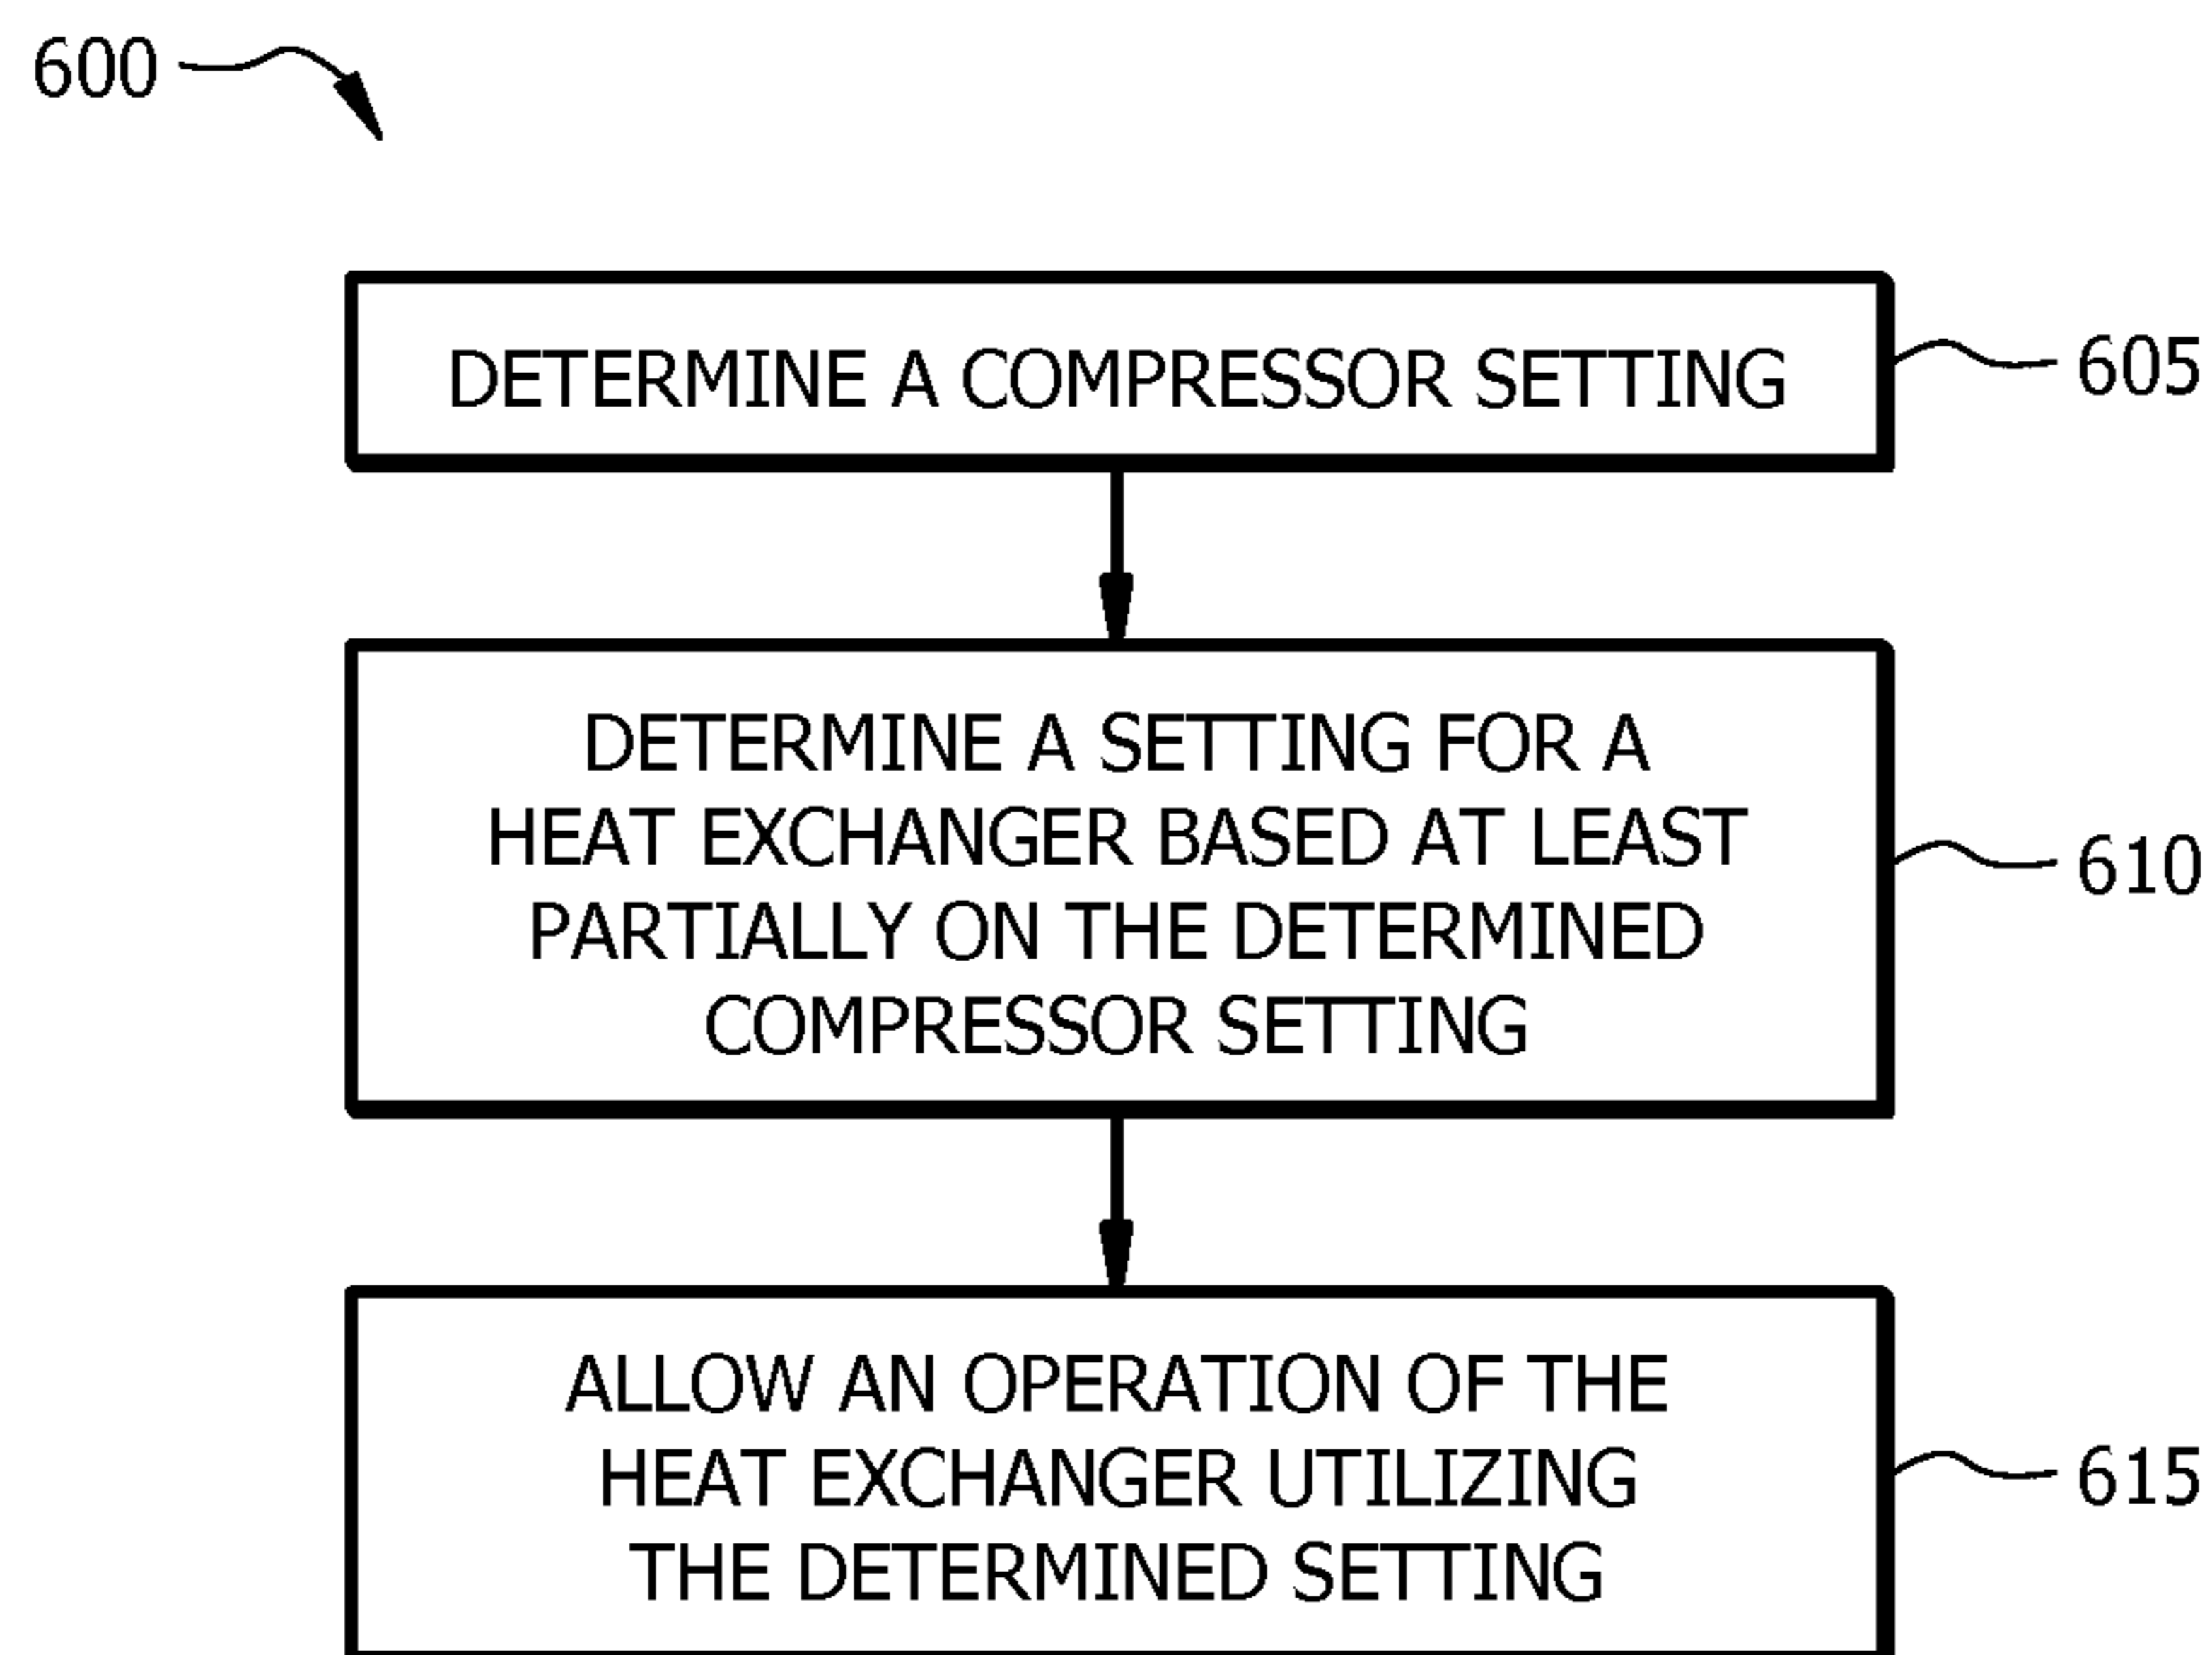 600
DETERMINE A COMPRESSOR SETTING
605
DETERMINE A SETTING FOR A
HEAT EXCHANGER BASED AT LEAST
PARTIALLY ON THE DETERMINED
COMPRESSOR SETTING
610
ALLOW AN OPERATION OF THE
HEAT EXCHANGER UTILIZING
THE DETERMINED SETTING
615